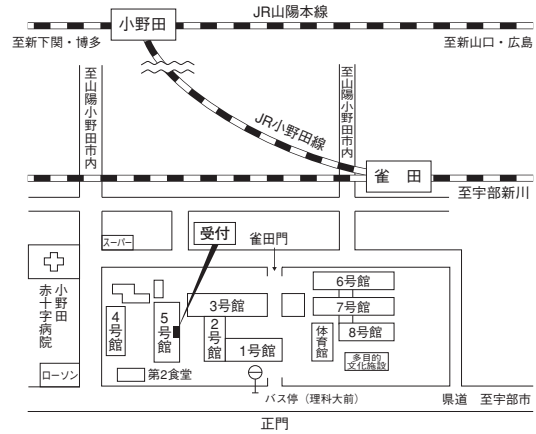 JR山陽本線
小野田
至新下関・博多
至新山口・広島
至山陽小野田市内
至山陽小野田市内
JR小野田線
雀 田
至宇部新川
スーパー
受付
雀田門
小野田
赤十字病院
6号館
3号館
7号館
4号館
5号館
2号館
8号館
体育館
1号館
多目的
文化施設
ローソン
第2食堂
バス停（理科大前）
県道 至宇部市
正門